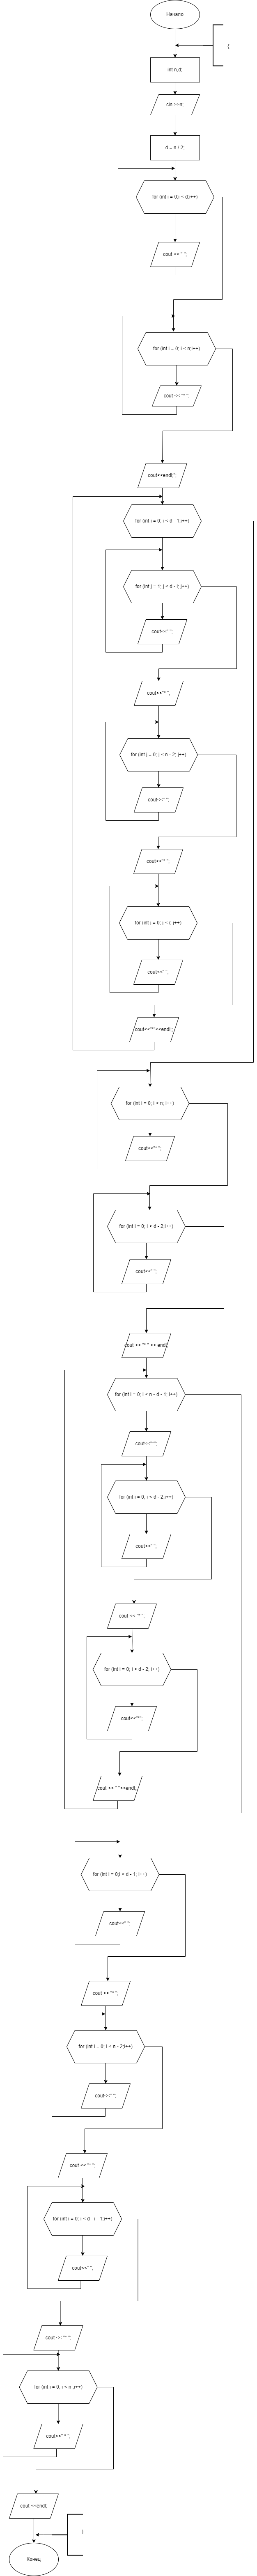 Начало
{
int n,d;
cin >>n;
d = n / 2;
for (int i = 0;i < d;i++)
cout << " ";
for (int i = 0; i < n;i++)
cout << "* ";
cout<<endl;";
for (int i = 0; i < d - 1;i++)
for (int j = 1; j < d - i; j++)
cout<<" ";
cout<<"* ";
for (int j = 0; j < n - 2; j++)
cout<<" ";
cout<<"* ";
for (int j = 0; j < i; j++)
cout<<" ";
cout<<"*"<<endl;
for (int i = 0; i < n; i++)
cout<<"* ";
for (int i = 0; i < d - 2;i++)
cout<<" ";
cout << "* " << endl;
for (int i = 0; i < n - d - 1; i++)
cout<<"*";
for (int i = 0; i < d - 2;i++)
cout<<" ";
cout << "* ";
for (int i = 0; i < d - 2; i++)
cout<<"*";
cout << " "<<endl;
for (int i = 0;i < d - 1; i++)
cout<<" ";
cout << "* ";
for (int i = 0; i < n - 2;i++)
cout<<" ";
cout << "* ";
for (int i = 0; i < d - i - 1;i++)
cout<<" ";
cout << "* ";
for (int i = 0; i < n ;i++)
cout<<" * ";
cout <<endl;
}
Конец